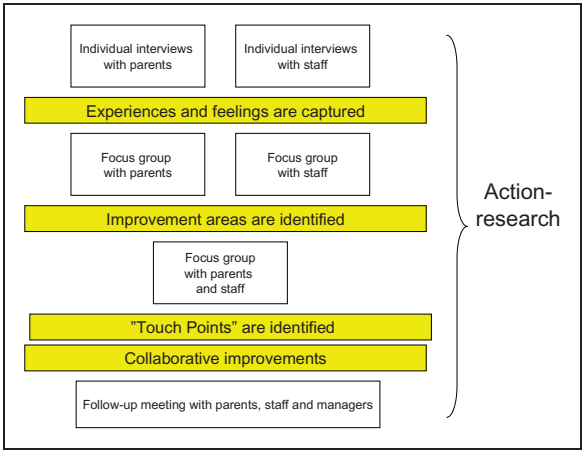 Individual interviews
with parents
Individual interviews
with staff
Experiences and feelings are captured
Focus group
with parents
Focus group
with staff
Improvement areas are identified
Focus group
with parents
and staff
”Touch Points” are identified
Collaborative improvements
Follow-up meeting with parents, staff and managers
Action-
research